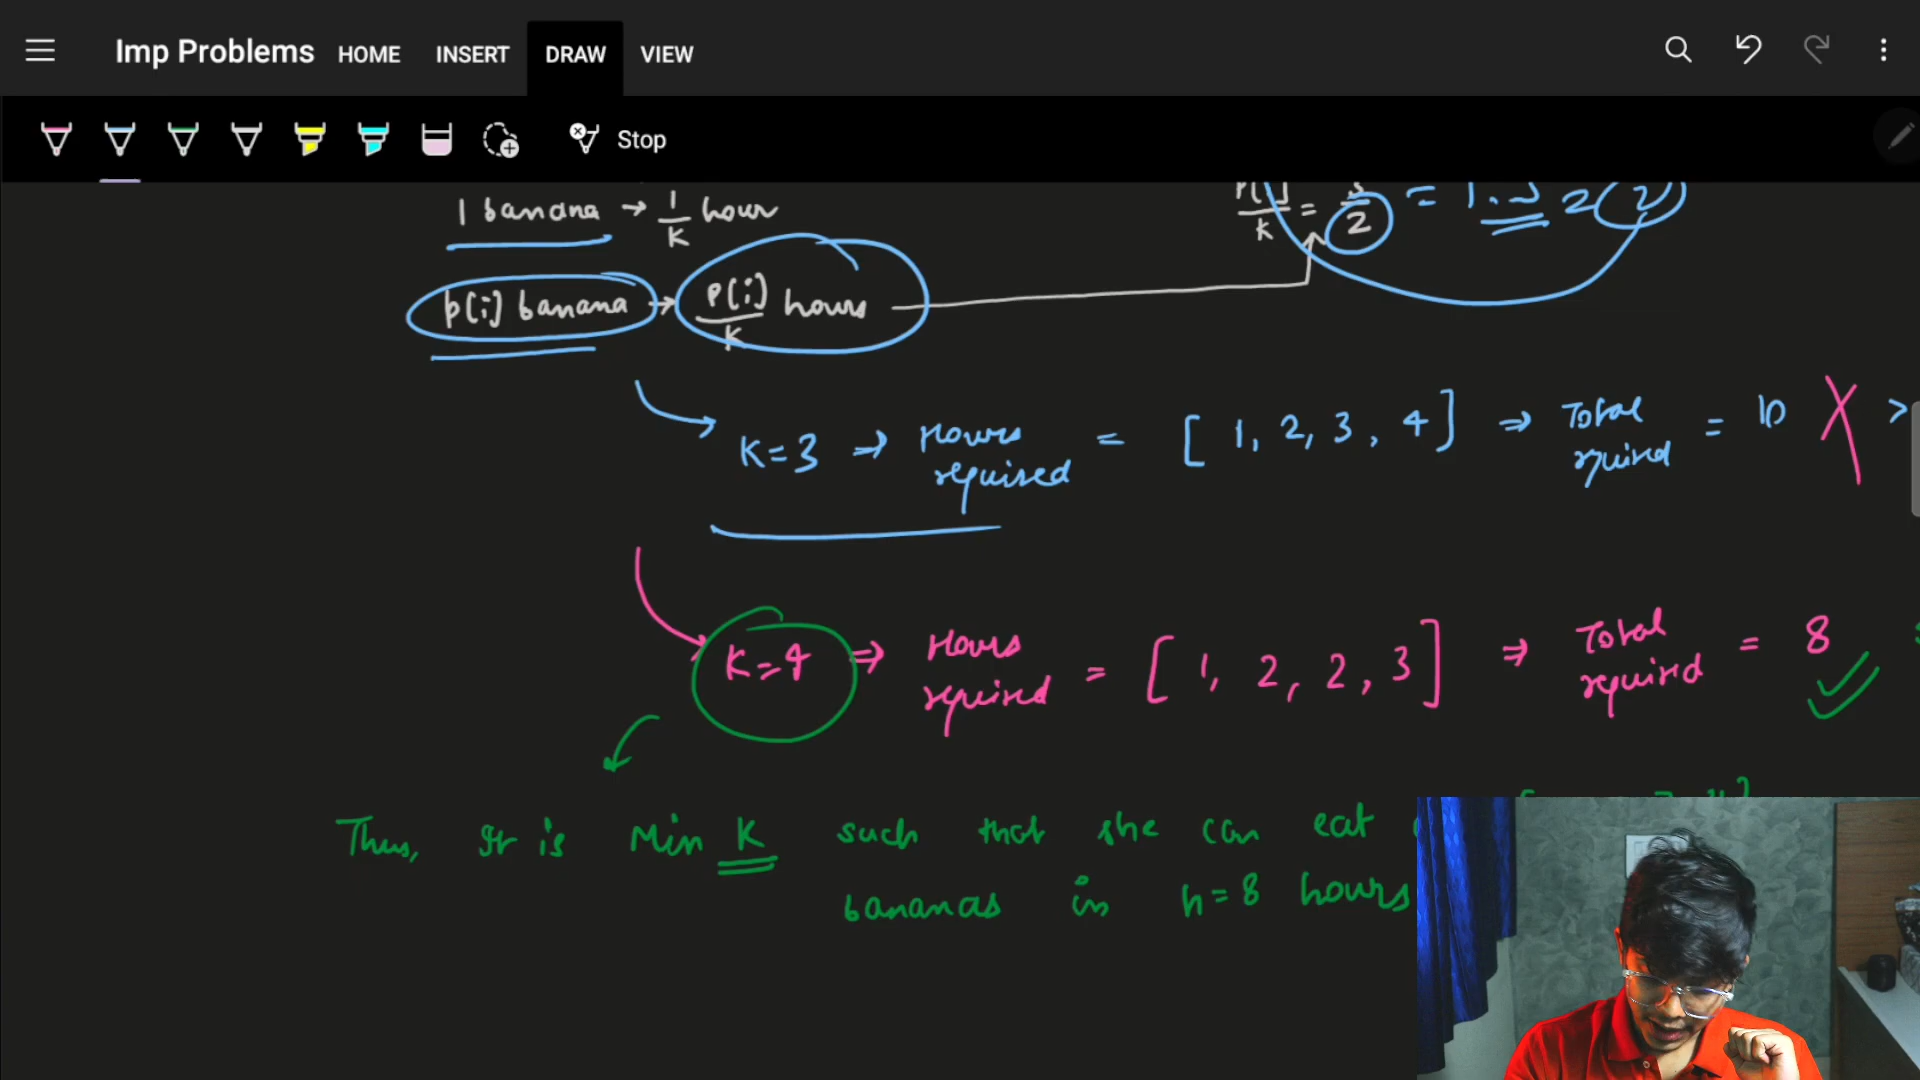 Imp Problems HOME INSERT DRAW VIEW
Stop
1 banana → 1/K hour
p[i] banana → P[i]/K hours
K = 2
K=3 → Hours required = [1, 2, 3, 4] ⇒ Total required = 10 X >
K=4 ⇒ Hours required = [1, 2, 2, 3] ⇒ Total required = 8
Thus, It is Min K such that she can eat
bananas in h=8 hours